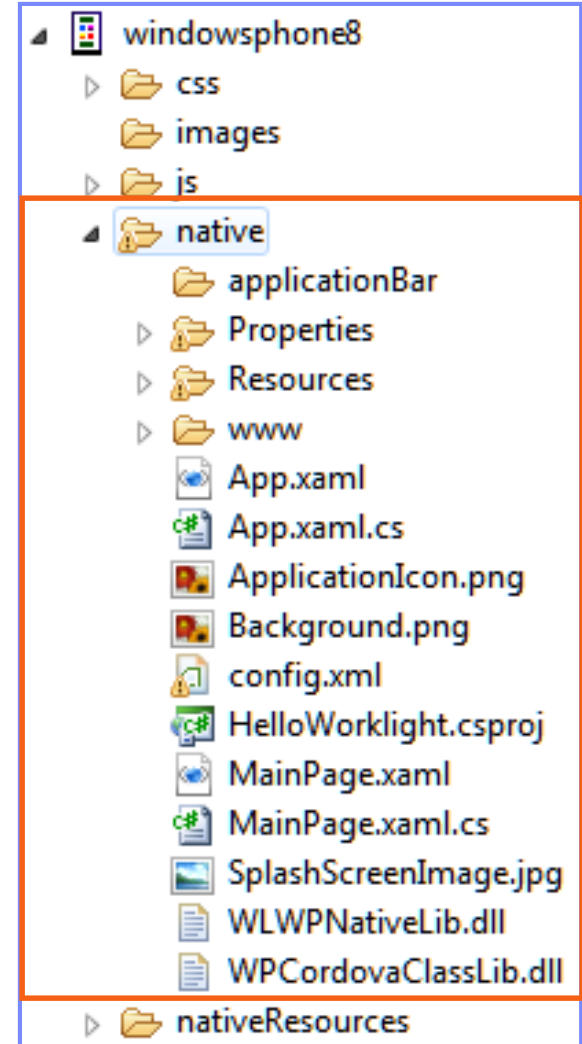 windowsphone8
css
images
js
native
applicationBar
Properties
Resources
www
App.xaml
App.xaml.cs
ApplicationIcon.png
Background.png
config.xml
HelloWorklight.csproj
MainPage.xaml
MainPage.xaml.cs
SplashScreenImage.jpg
WLWPNativeLib.dll
WPCordovaClassLib.dll
nativeResources